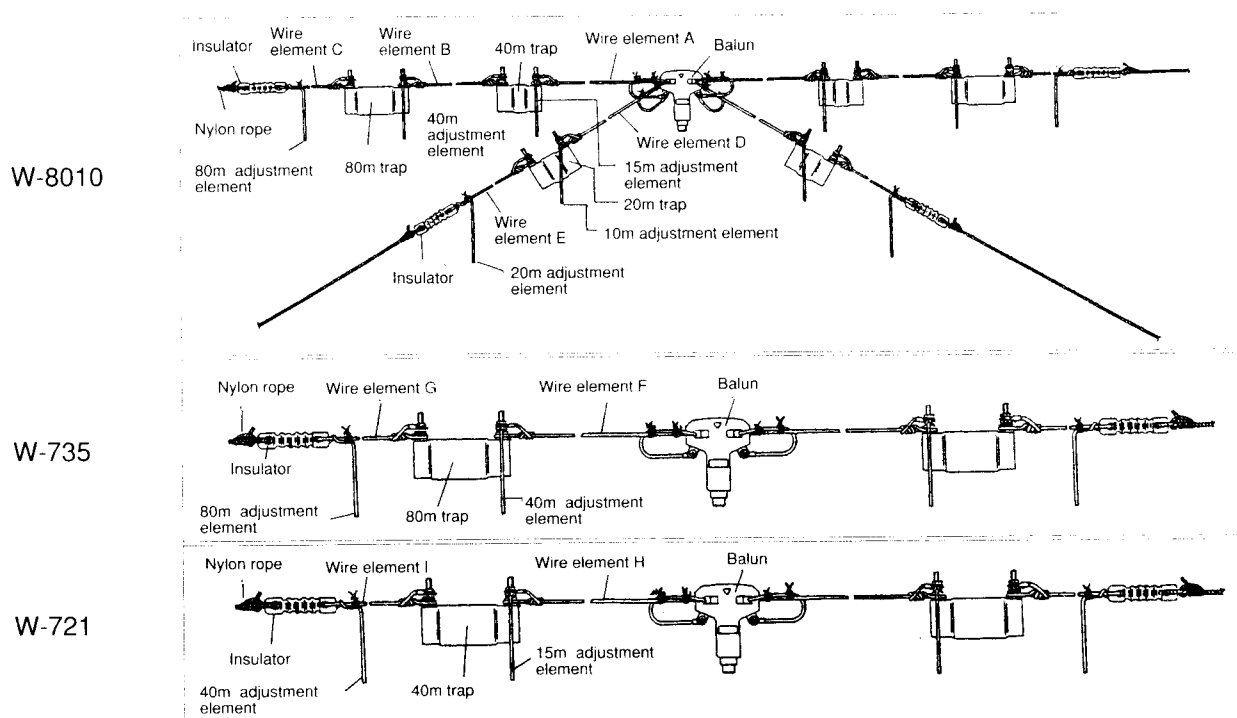 W-8010
Insulator
Wire
element C
Wire
element B
40m trap
Wire element A
Balun
Nylon rope
80m adjustment
element
80m trap
40m
adjustment
element
Wire element D
15m adjustment
element
20m trap
10m adjustment element
Wire
element E
Insulator
20m adjustment
element
W-735
Nylon rope
Wire element G
Wire element F
Balun
Insulator
80m adjustment
element
80m trap
40m adjustment
element
W-721
Nylon rope
Wire element I
Wire element H
Balun
Insulator
40m adjustment
element
40m trap
15m adjustment
element